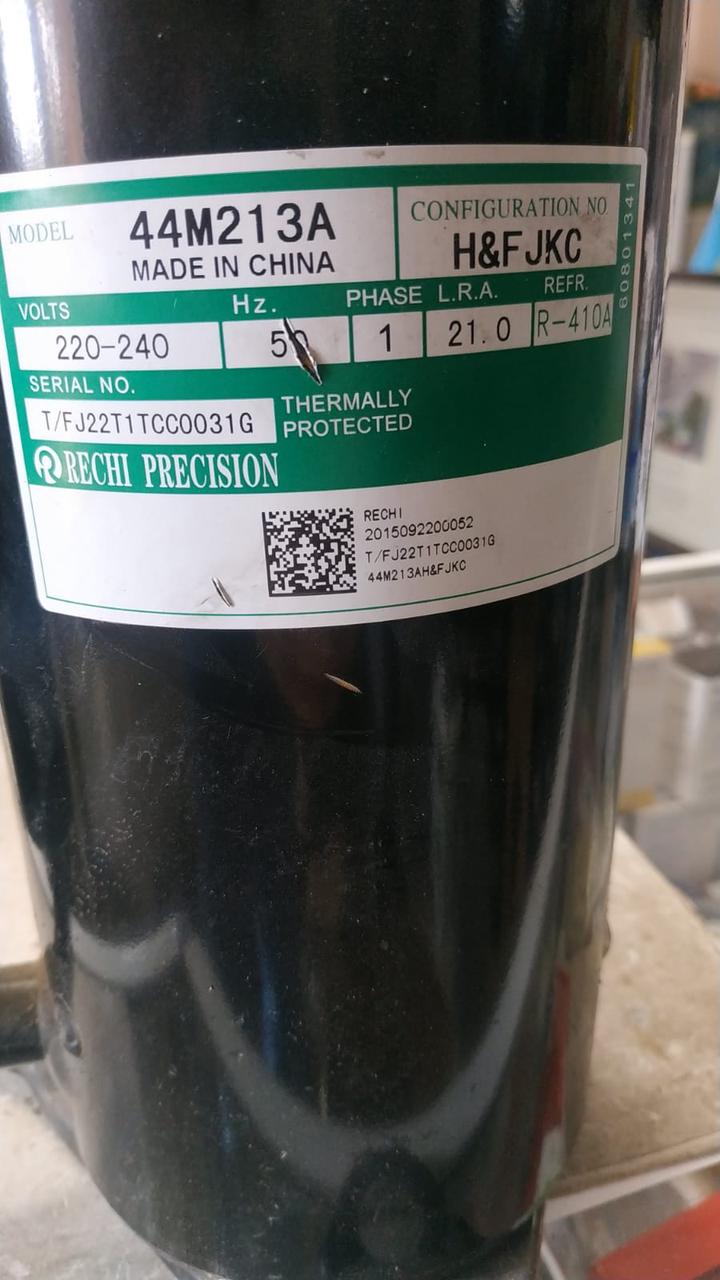 MODEL 44M213A
MADE IN CHINA
CONFIGURATION NO
H&FJKC
60801341
VOLTS Hz. PHASE L.R.A. REFR.
220-240 50 1 21.0 R-410A
SERIAL NO.
T/FJ22T1TCC0031G
THERMALLY
PROTECTED
RECHI PRECISION
RECHI
2015092200052
T/FJ22T1TCC0031G
44M213AH&FJKC